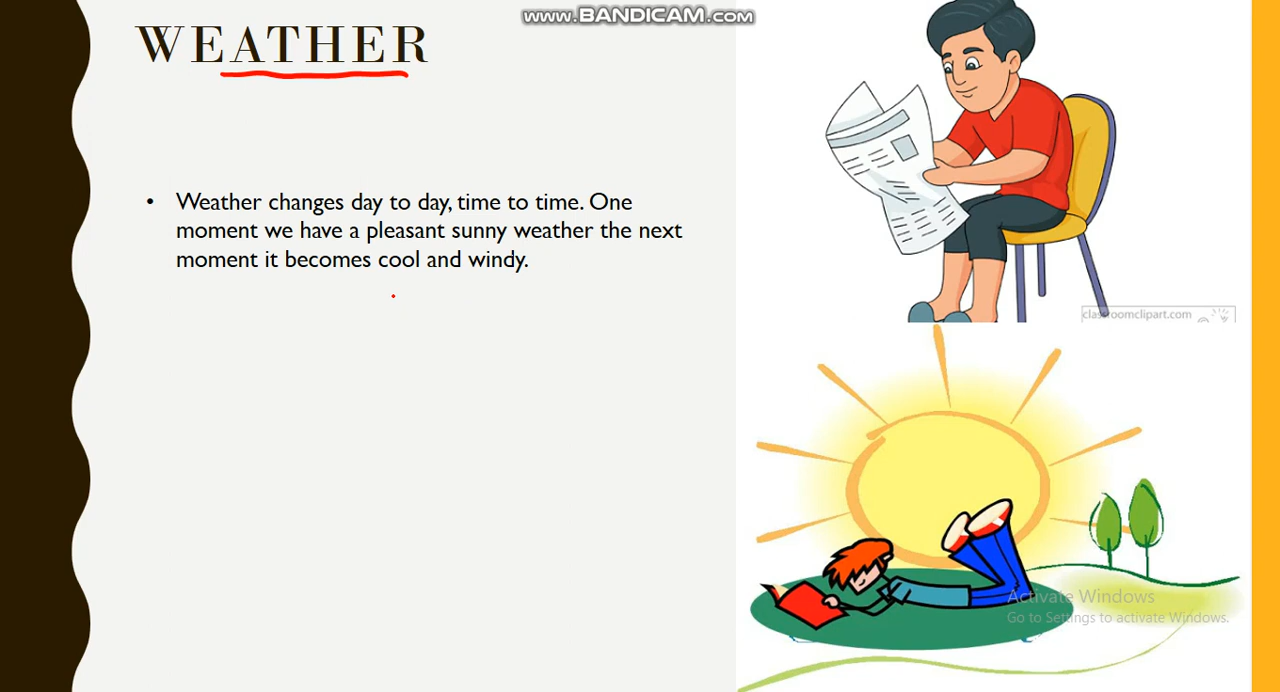 www.BANDICAM.com
WEATHER
• Weather changes day to day, time to time. One
moment we have a pleasant sunny weather the next
moment it becomes cool and windy.
classroomclipart.com
Activate Windows
Go to Settings to activate Windows.